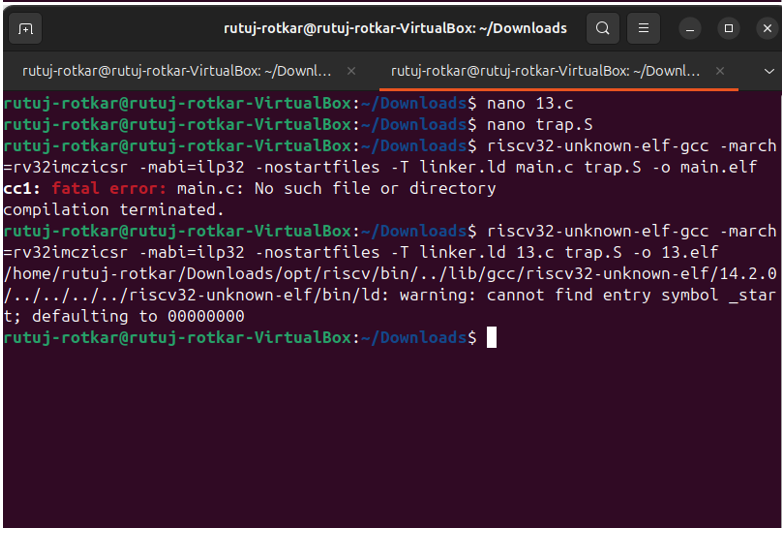 rutuj-rotkar@rutuj-rotkar-VirtualBox: ~/Downloads
rutuj-rotkar@rutuj-rotkar-VirtualBox: ~/Downl...
rutuj-rotkar@rutuj-rotkar-VirtualBox: ~/Downl...
rutuj-rotkar@rutuj-rotkar-VirtualBox:~/Downloads$ nano 13.c
rutuj-rotkar@rutuj-rotkar-VirtualBox:~/Downloads$ nano trap.S
rutuj-rotkar@rutuj-rotkar-VirtualBox:~/Downloads$ riscv32-unknown-elf-gcc -march
=rv32imczicsr -mabi=ilp32 -nostartfiles -T linker.ld main.c trap.S -o main.elf
cc1: fatal error: main.c: No such file or directory
compilation terminated.
rutuj-rotkar@rutuj-rotkar-VirtualBox:~/Downloads$ riscv32-unknown-elf-gcc -march
=rv32imczicsr -mabi=ilp32 -nostartfiles -T linker.ld 13.c trap.S -o 13.elf
/home/rutuj-rotkar/Downloads/opt/riscv/bin/../lib/gcc/riscv32-unknown-elf/14.2.0
/../../../../riscv32-unknown-elf/bin/ld: warning: cannot find entry symbol _star
t; defaulting to 00000000
rutuj-rotkar@rutuj-rotkar-VirtualBox:~/Downloads$